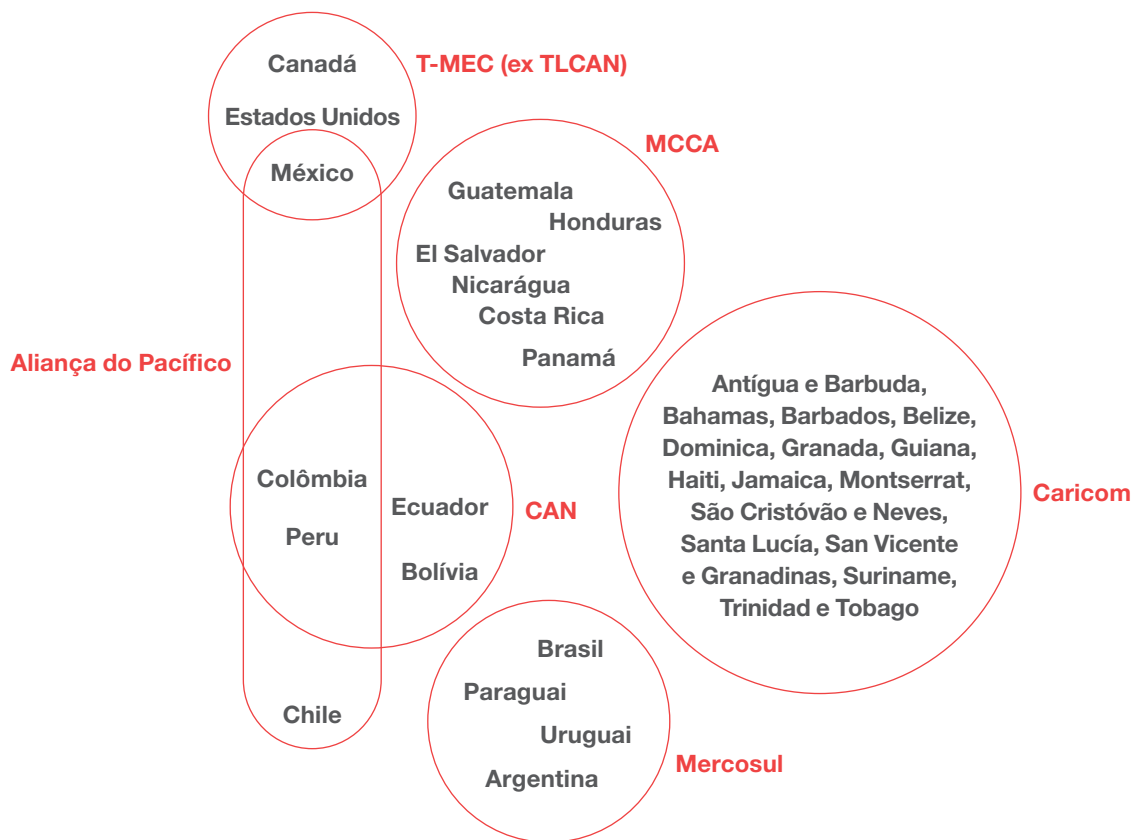 Canadá
T-MEC (ex TLCAN)
Estados Unidos
México
MCCA
Guatemala
Honduras
El Salvador
Nicarágua
Costa Rica
Panamá
Aliança do Pacífico
Antígua e Barbuda,
Bahamas, Barbados, Belize,
Dominica, Granada, Guiana,
Haiti, Jamaica, Montserrat,
São Cristóvão e Neves,
Santa Lucía, San Vicente
e Granadinas, Suriname,
Trinidad e Tobago
Caricom
Colômbia
Ecuador
CAN
Peru
Bolívia
Brasil
Paraguai
Uruguai
Argentina
Mercosul
Chile